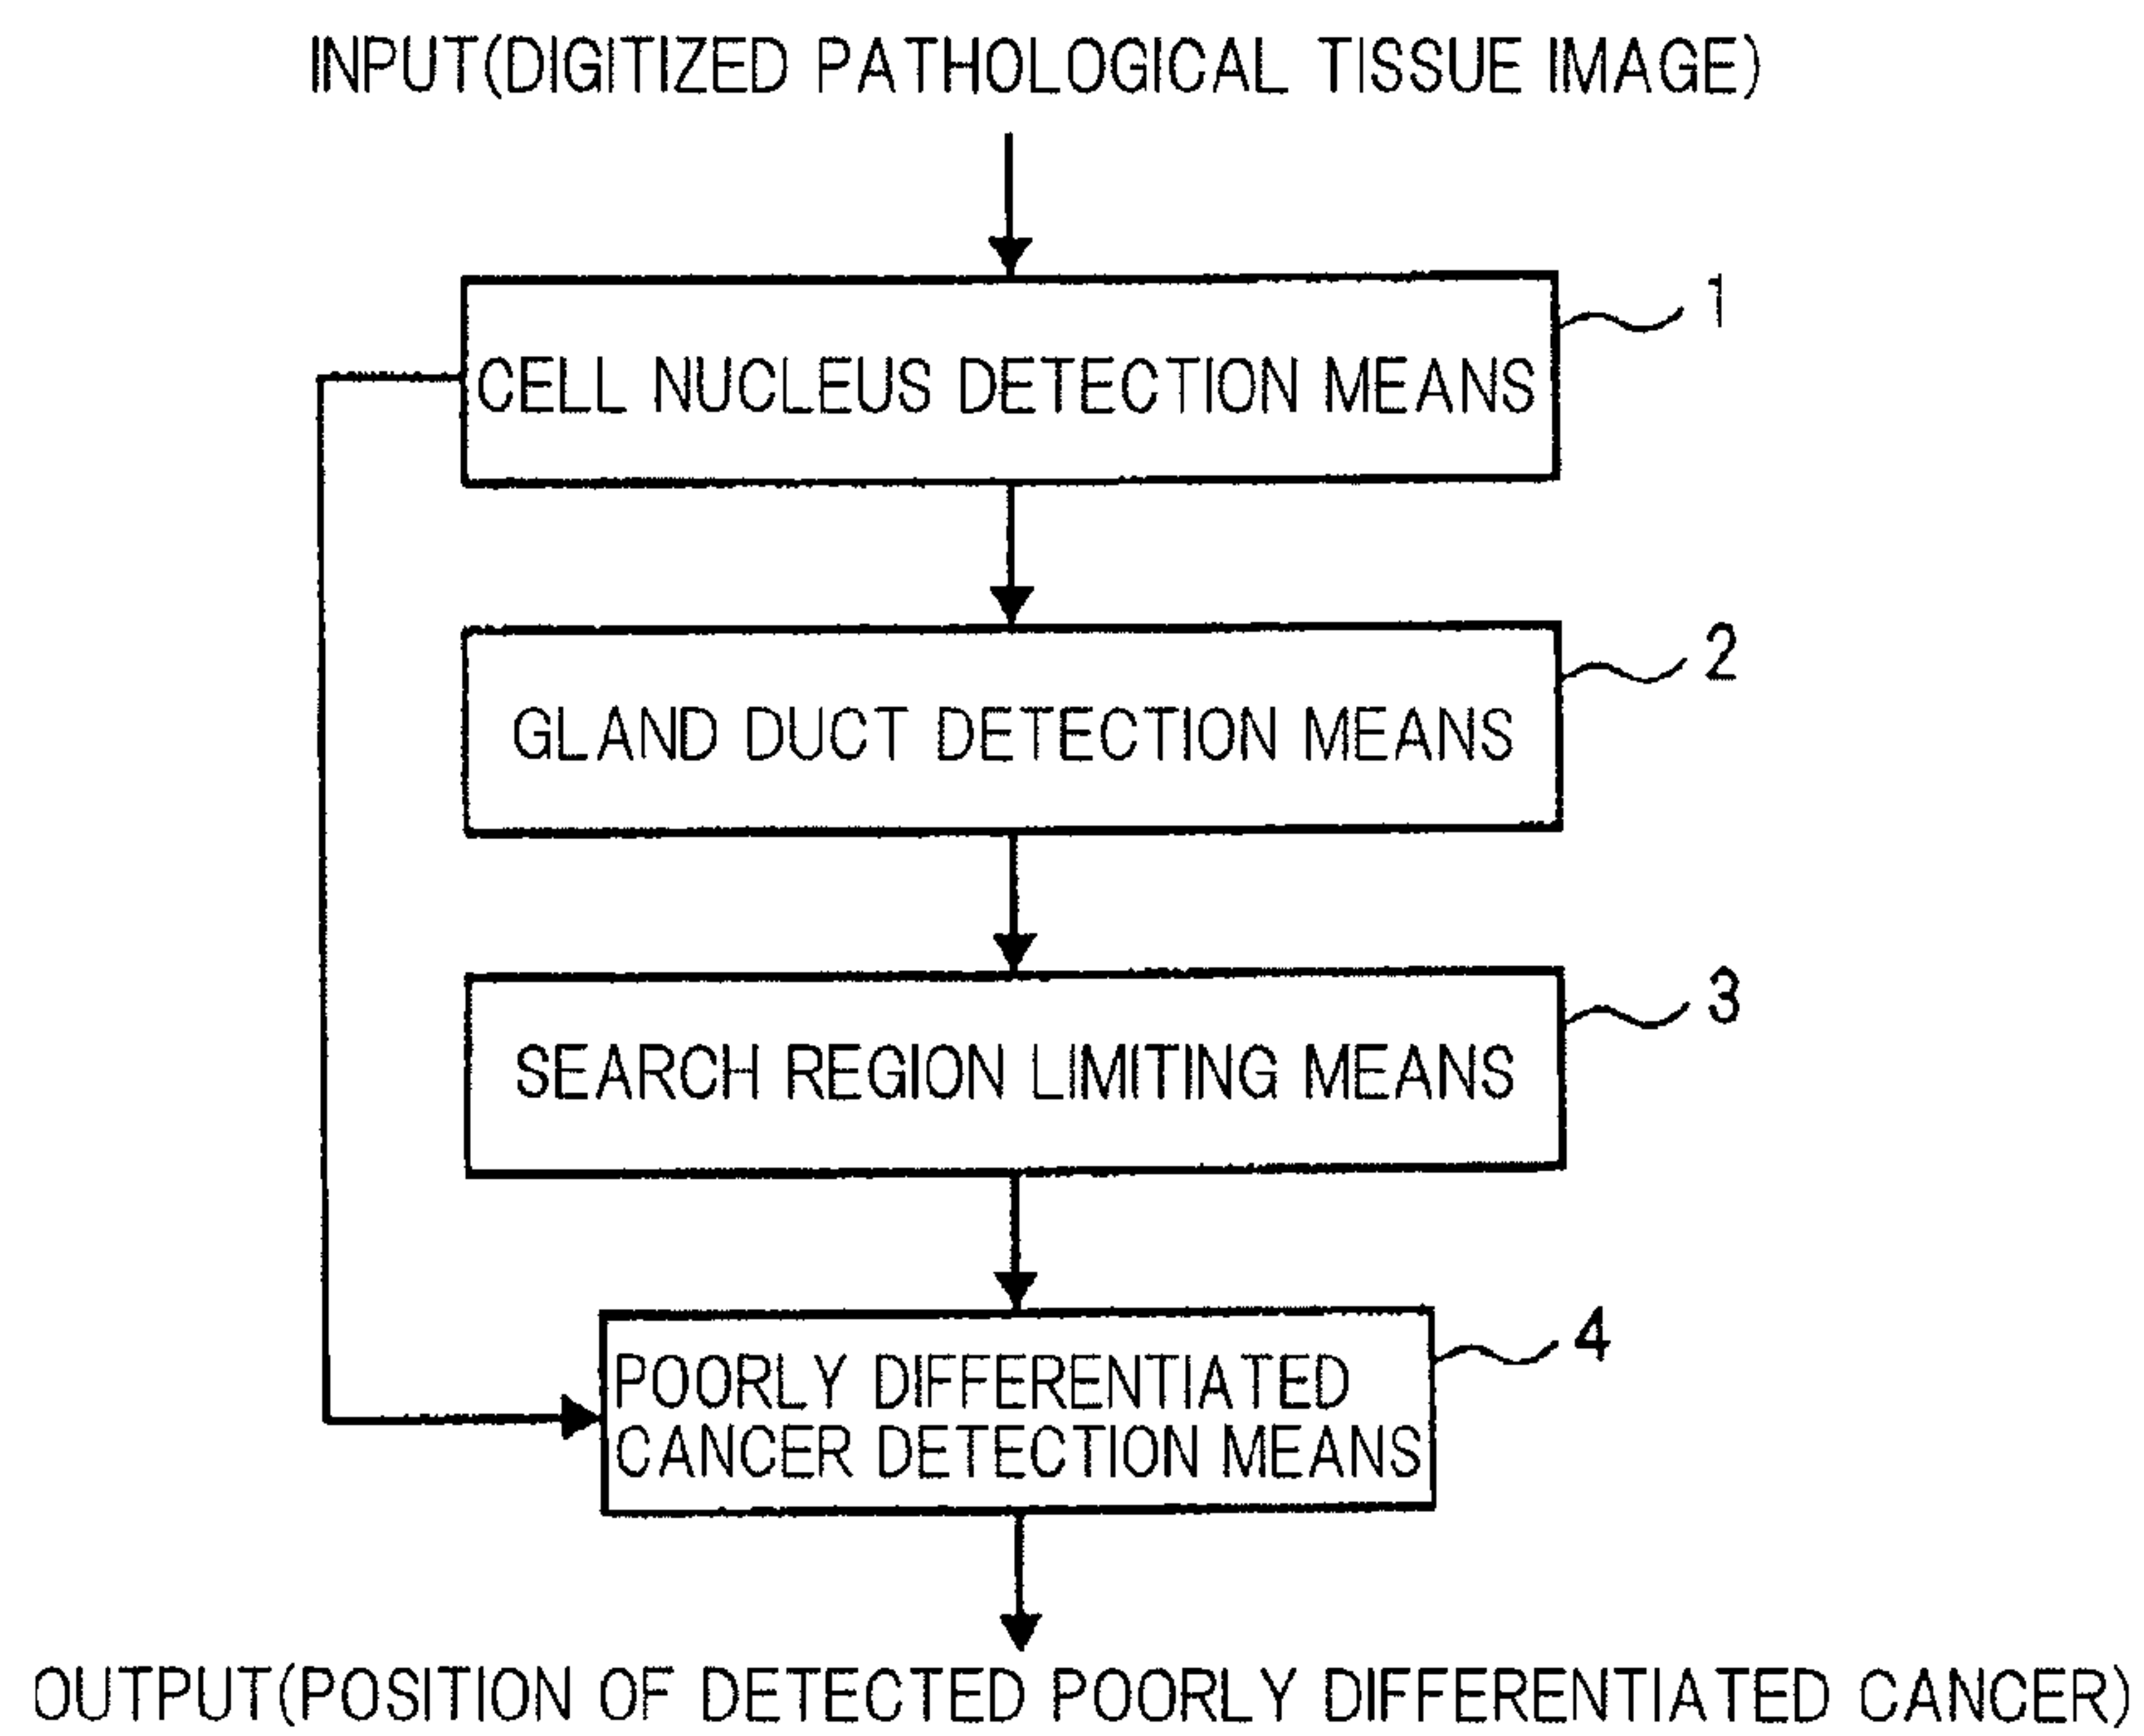 INPUT(DIGITIZED PATHOLOGICAL TISSUE IMAGE)
1
CELL NUCLEUS DETECTION MEANS
2
GLAND DUCT DETECTION MEANS
3
SEARCH REGION LIMITING MEANS
4
POORLY DIFFERENTIATED
CANCER DETECTION MEANS
OUTPUT(POSITION OF DETECTED POORLY DIFFERENTIATED CANCER)